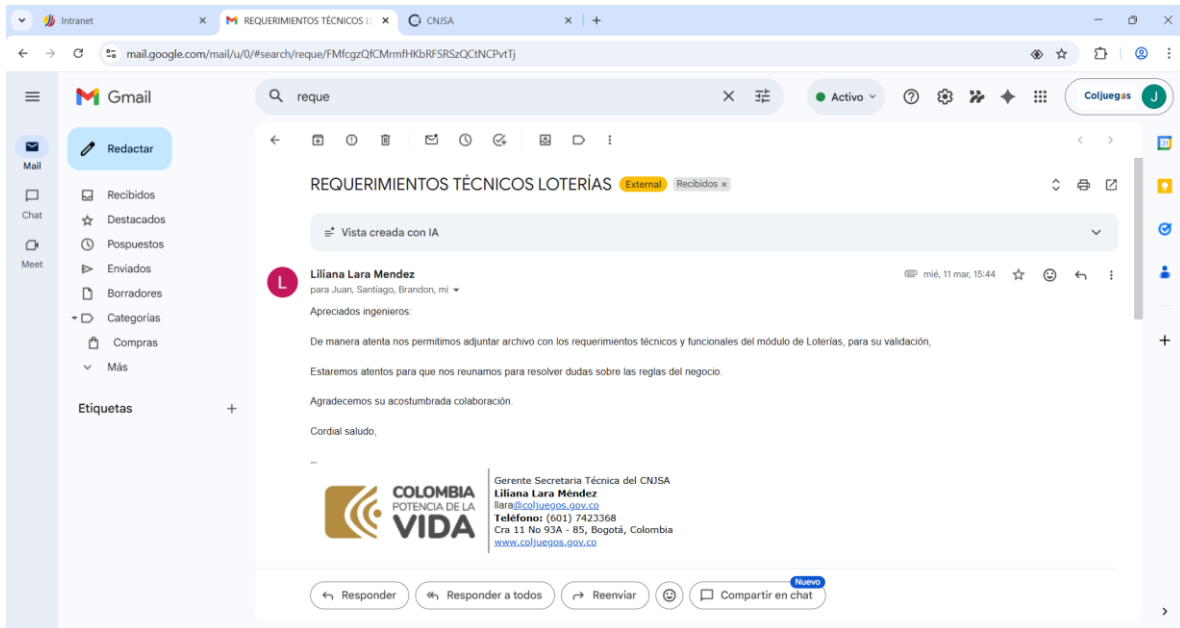 Intranet
REQUERIMIENTOS TÉCNICOS L
CNJSA
mail.google.com/mail/u/0/#search/reque/FMfcgzQfCMrmfHKbRFSRSzQCtNCPvtTj
Gmail
reque
Activo
Coljuegos
J
Mail
Chat
Meet
Redactar
Recibidos
Destacados
Pospuestos
Enviados
Borradores
Categorías
Compras
Más
Etiquetas
REQUERIMIENTOS TÉCNICOS LOTERÍAS External Recibidos x
Vista creada con IA
L
Liliana Lara Mendez
mié, 11 mar, 15:44
para Juan, Santiago, Brandon, mí
Apreciados ingenieros:
De manera atenta nos permitimos adjuntar archivo con los requerimientos técnicos y funcionales del módulo de Loterías, para su validación,
Estaremos atentos para que nos reunamos para resolver dudas sobre las reglas del negocio.
Agradecemos su acostumbrada colaboración.
Cordial saludo,
--
COLOMBIA
POTENCIA DE LA
VIDA
Gerente Secretaria Técnica del CNJSA
Liliana Lara Méndez
llara@coljuegos.gov.co
Teléfono: (601) 7423368
Cra 11 No 93A - 85, Bogotá, Colombia
www.coljuegos.gov.co
Responder
Responder a todos
Reenviar
Compartir en chat
Nuevo
31